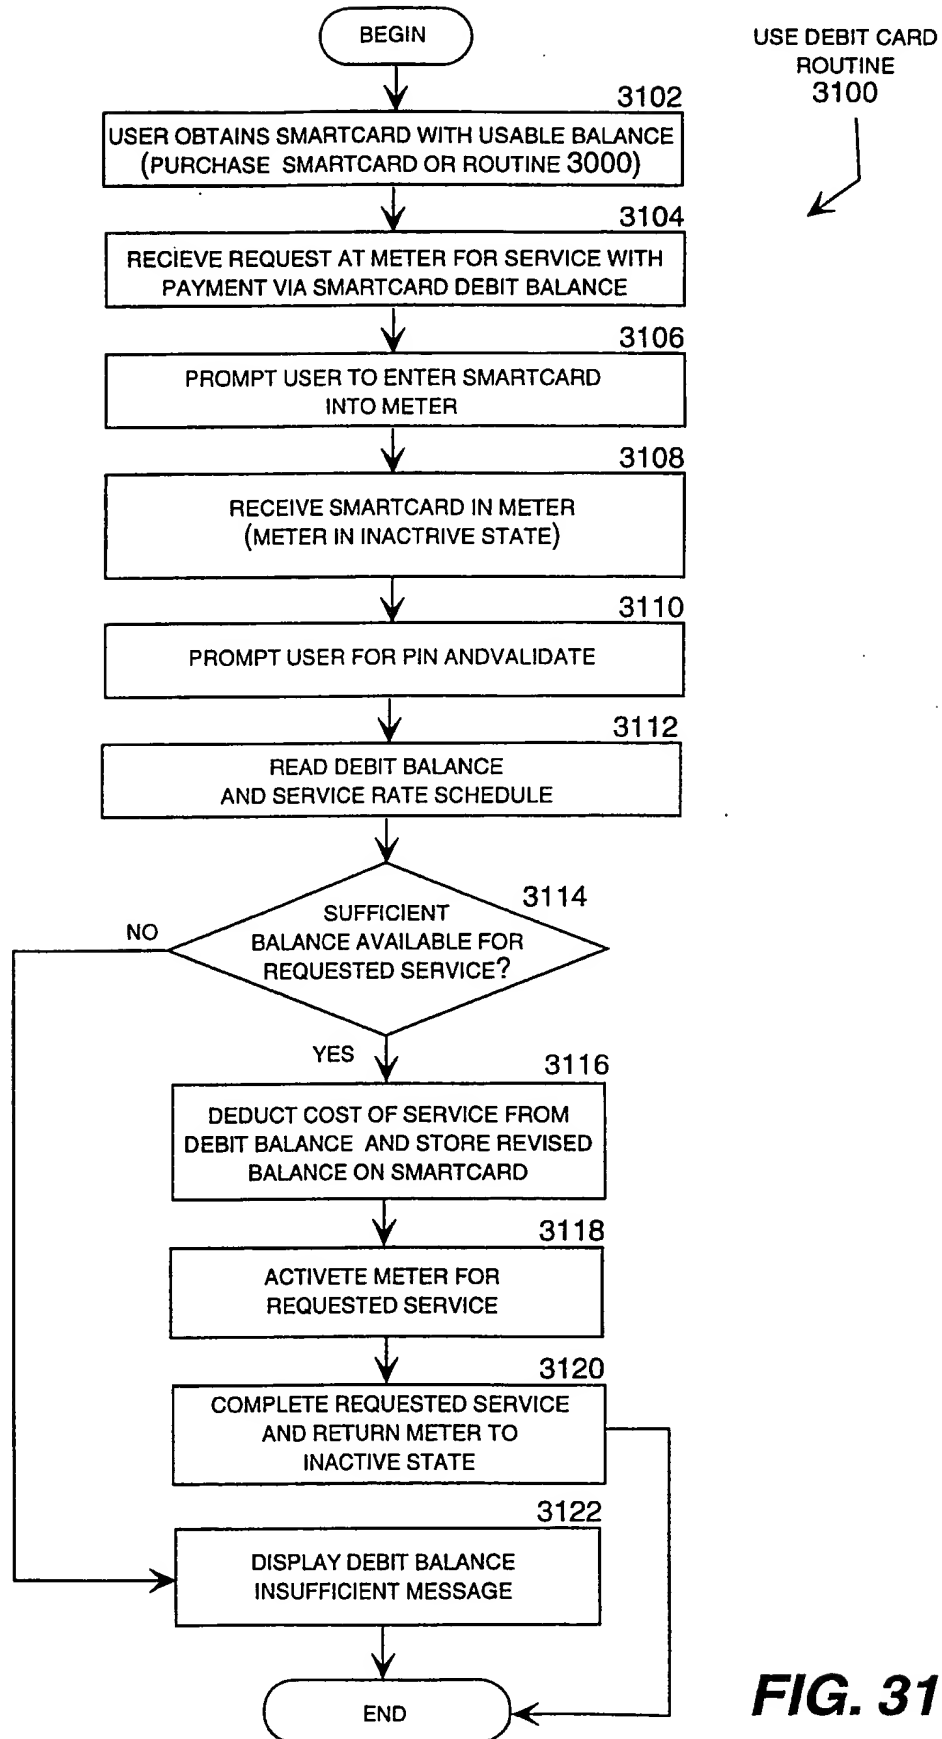 BEGIN
USE DEBIT CARD
ROUTINE
3100
3102
USER OBTAINS SMARTCARD WITH USABLE BALANCE
(PURCHASE SMARTCARD OR ROUTINE 3000)
3104
RECIEVE REQUEST AT METER FOR SERVICE WITH
PAYMENT VIA SMARTCARD DEBIT BALANCE
3106
PROMPT USER TO ENTER SMARTCARD
INTO METER
3108
RECEIVE SMARTCARD IN METER
(METER IN INACTRIVE STATE)
3110
PROMPT USER FOR PIN ANDVALIDATE
3112
READ DEBIT BALANCE
AND SERVICE RATE SCHEDULE
3114
SUFFICIENT
BALANCE AVAILABLE FOR
REQUESTED SERVICE?
NO
YES
3116
DEDUCT COST OF SERVICE FROM
DEBIT BALANCE AND STORE REVISED
BALANCE ON SMARTCARD
3118
ACTIVETE METER FOR
REQUESTED SERVICE
3120
COMPLETE REQUESTED SERVICE
AND RETURN METER TO
INACTIVE STATE
3122
DISPLAY DEBIT BALANCE
INSUFFICIENT MESSAGE
END
FIG. 31